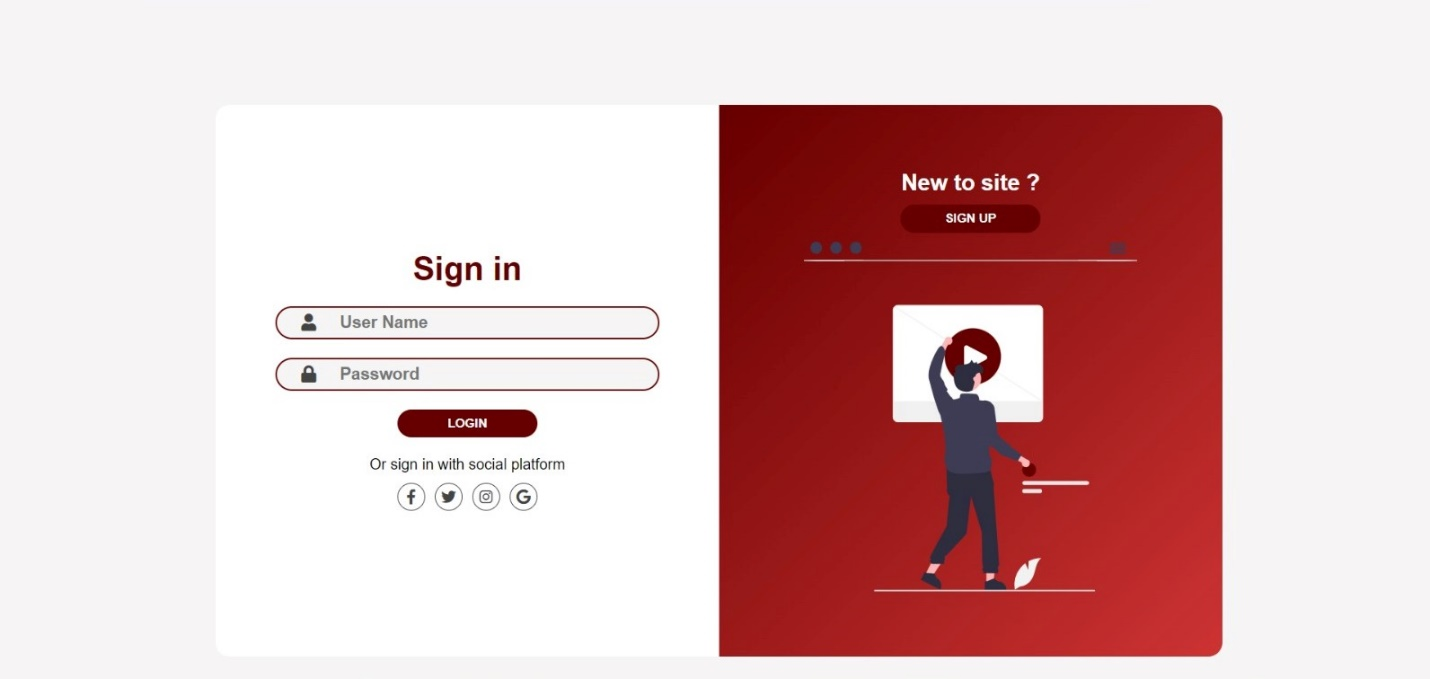 Sign in
User Name
Password
LOGIN
Or sign in with social platform
New to site ?
SIGN UP